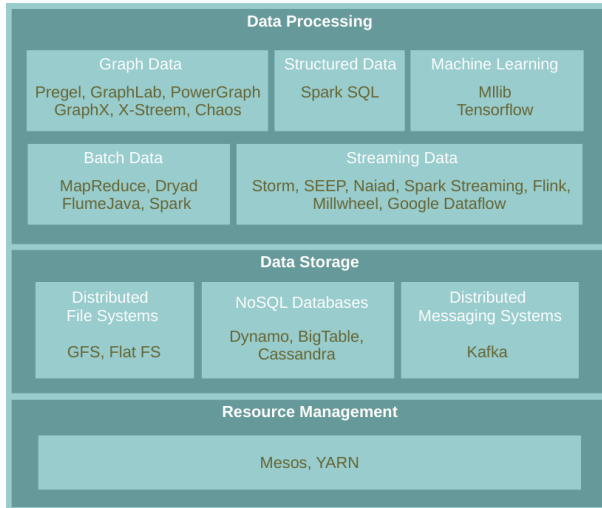 Data Processing
Graph Data
Pregel, GraphLab, PowerGraph
GraphX, X-Streem, Chaos
Structured Data
Spark SQL
Machine Learning
Mllib
Tensorflow
Batch Data
MapReduce, Dryad
FlumeJava, Spark
Streaming Data
Storm, SEEP, Naiad, Spark Streaming, Flink,
Millwheel, Google Dataflow
Data Storage
Distributed
File Systems
GFS, Flat FS
NoSQL Databases
Dynamo, BigTable,
Cassandra
Distributed
Messaging Systems
Kafka
Resource Management
Mesos, YARN